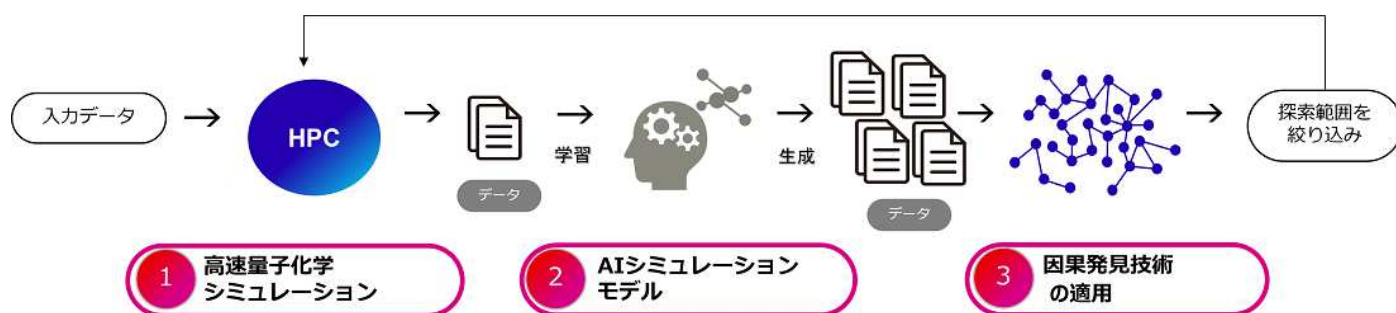 入力データ
HPC
データ
学習
生成
データ
探索範囲を
絞り込み
1
高速量子化学
シミュレーション
2
AIシミュレーション
モデル
3
因果発見技術
の適用